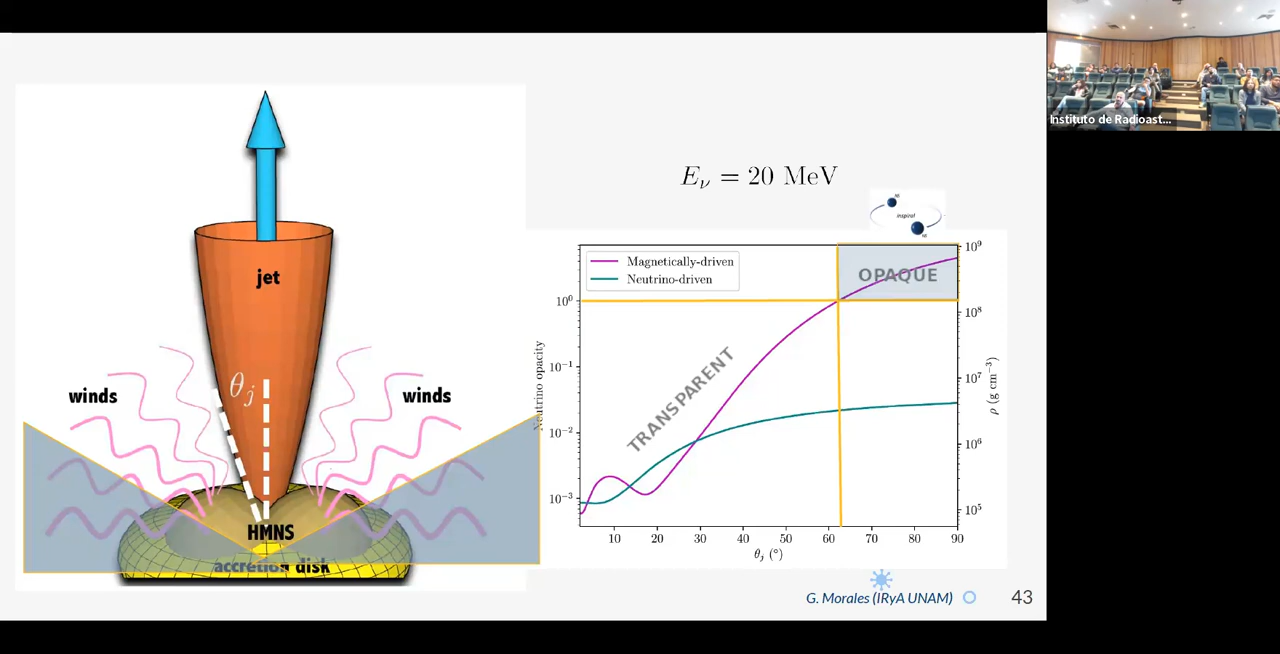 jet
θj
winds
winds
HMNS
accretion disk
Eν = 20 MeV
NS
inspiral
NS
Magnetically-driven
Neutrino-driven
OPAQUE
TRANSPARENT
Neutrino opacity
10⁰
10⁻¹
10⁻²
10⁻³
10⁹
10⁸
10⁷
10⁶
10⁵
ρ (g cm⁻³)
10 20 30 40 50 60 70 80 90
θj (°)
G. Morales (IRyA UNAM)
43
Instituto de Radioast...